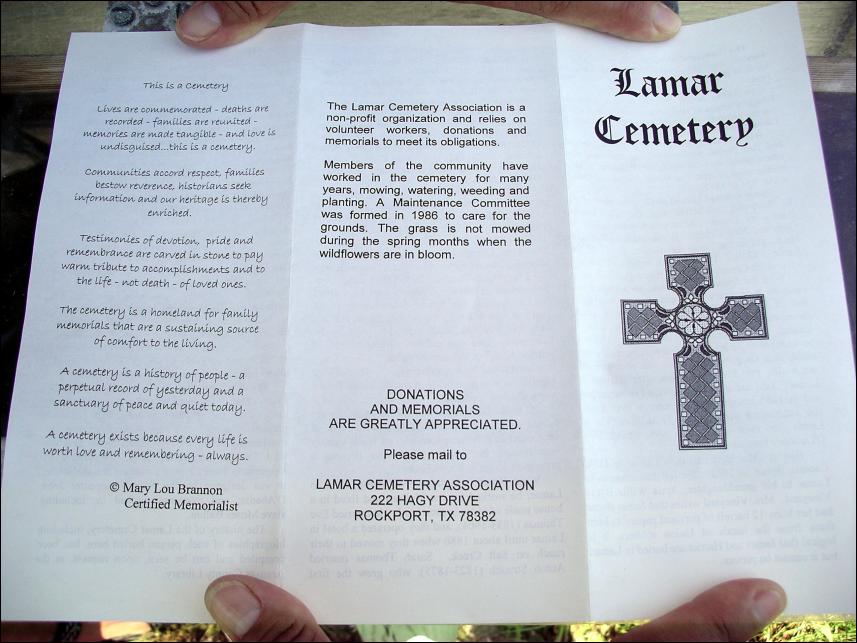 This is a Cemetery
Lives are commemorated - deaths are
recorded - families are reunited -
memories are made tangible - and love is
undisguised...this is a cemetery.
Communities accord respect, families
bestow reverence, historians seek
information and our heritage is thereby
enriched.
Testimonies of devotion, pride and
remembrance are carved in stone to pay
warm tribute to accomplishments and to
the life - not death - of loved ones.
The cemetery is a homeland for family
memorials that are a sustaining source
of comfort to the living.
A cemetery is a history of people - a
perpetual record of yesterday and a
sanctuary of peace and quiet today.
A cemetery exists because every life is
worth love and remembering - always.
© Mary Lou Brannon
Certified Memorialist
The Lamar Cemetery Association is a
non-profit organization and relies on
volunteer workers, donations and
memorials to meet its obligations.
Members of the community have
worked in the cemetery for many
years, mowing, watering, weeding and
planting. A Maintenance Committee
was formed in 1986 to care for the
grounds. The grass is not mowed
during the spring months when the
wildflowers are in bloom.
DONATIONS
AND MEMORIALS
ARE GREATLY APPRECIATED.
Please mail to
LAMAR CEMETERY ASSOCIATION
222 HAGY DRIVE
ROCKPORT, TX 78382
Lamar
Cemetery